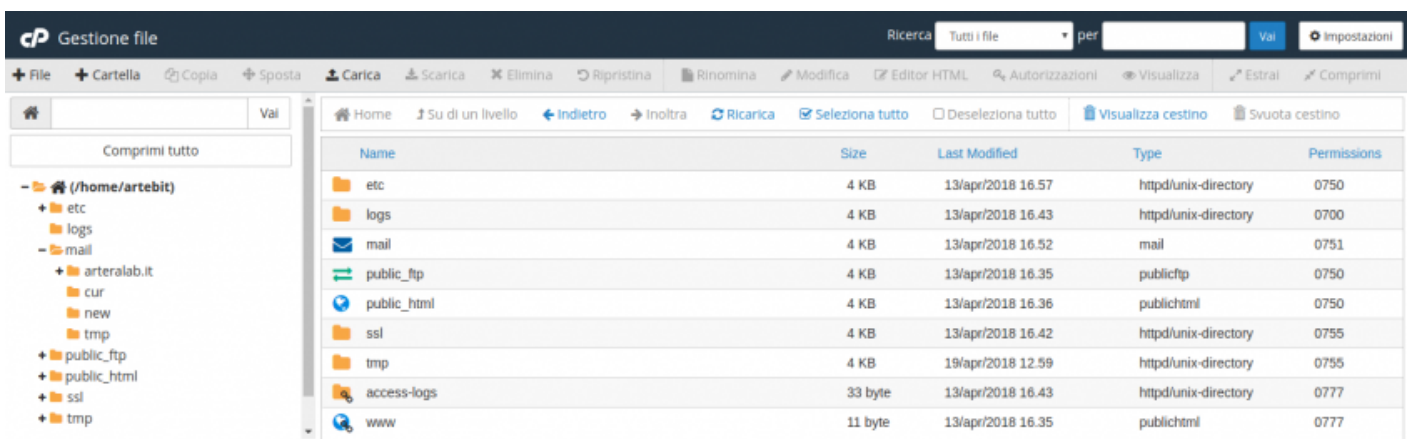 cP Gestione file Ricerca Tutti i file per Vai Impostazioni
File Cartella Copia Sposta Carica Scarica Elimina Ripristina Rinomina Modifica Editor HTML Autorizzazioni Visualizza Estrai Comprimi
Vai
Comprimi tutto
(/home/artebit)
etc
logs
mail
arteralab.it
cur
new
tmp
public_ftp
public_html
ssl
tmp
Home Su di un livello Indietro Inoltra Ricarica Seleziona tutto Deseleziona tutto Visualizza cestino Svuota cestino
Name Size Last Modified Type Permissions
etc 4 KB 13/apr/2018 16.57 httpd/unix-directory 0750
logs 4 KB 13/apr/2018 16.43 httpd/unix-directory 0700
mail 4 KB 13/apr/2018 16.52 mail 0751
public_ftp 4 KB 13/apr/2018 16.35 publicftp 0750
public_html 4 KB 13/apr/2018 16.36 publichtml 0750
ssl 4 KB 13/apr/2018 16.42 httpd/unix-directory 0755
tmp 4 KB 19/apr/2018 12.59 httpd/unix-directory 0755
access-logs 33 byte 13/apr/2018 16.43 httpd/unix-directory 0777
www 11 byte 13/apr/2018 16.35 publichtml 0777